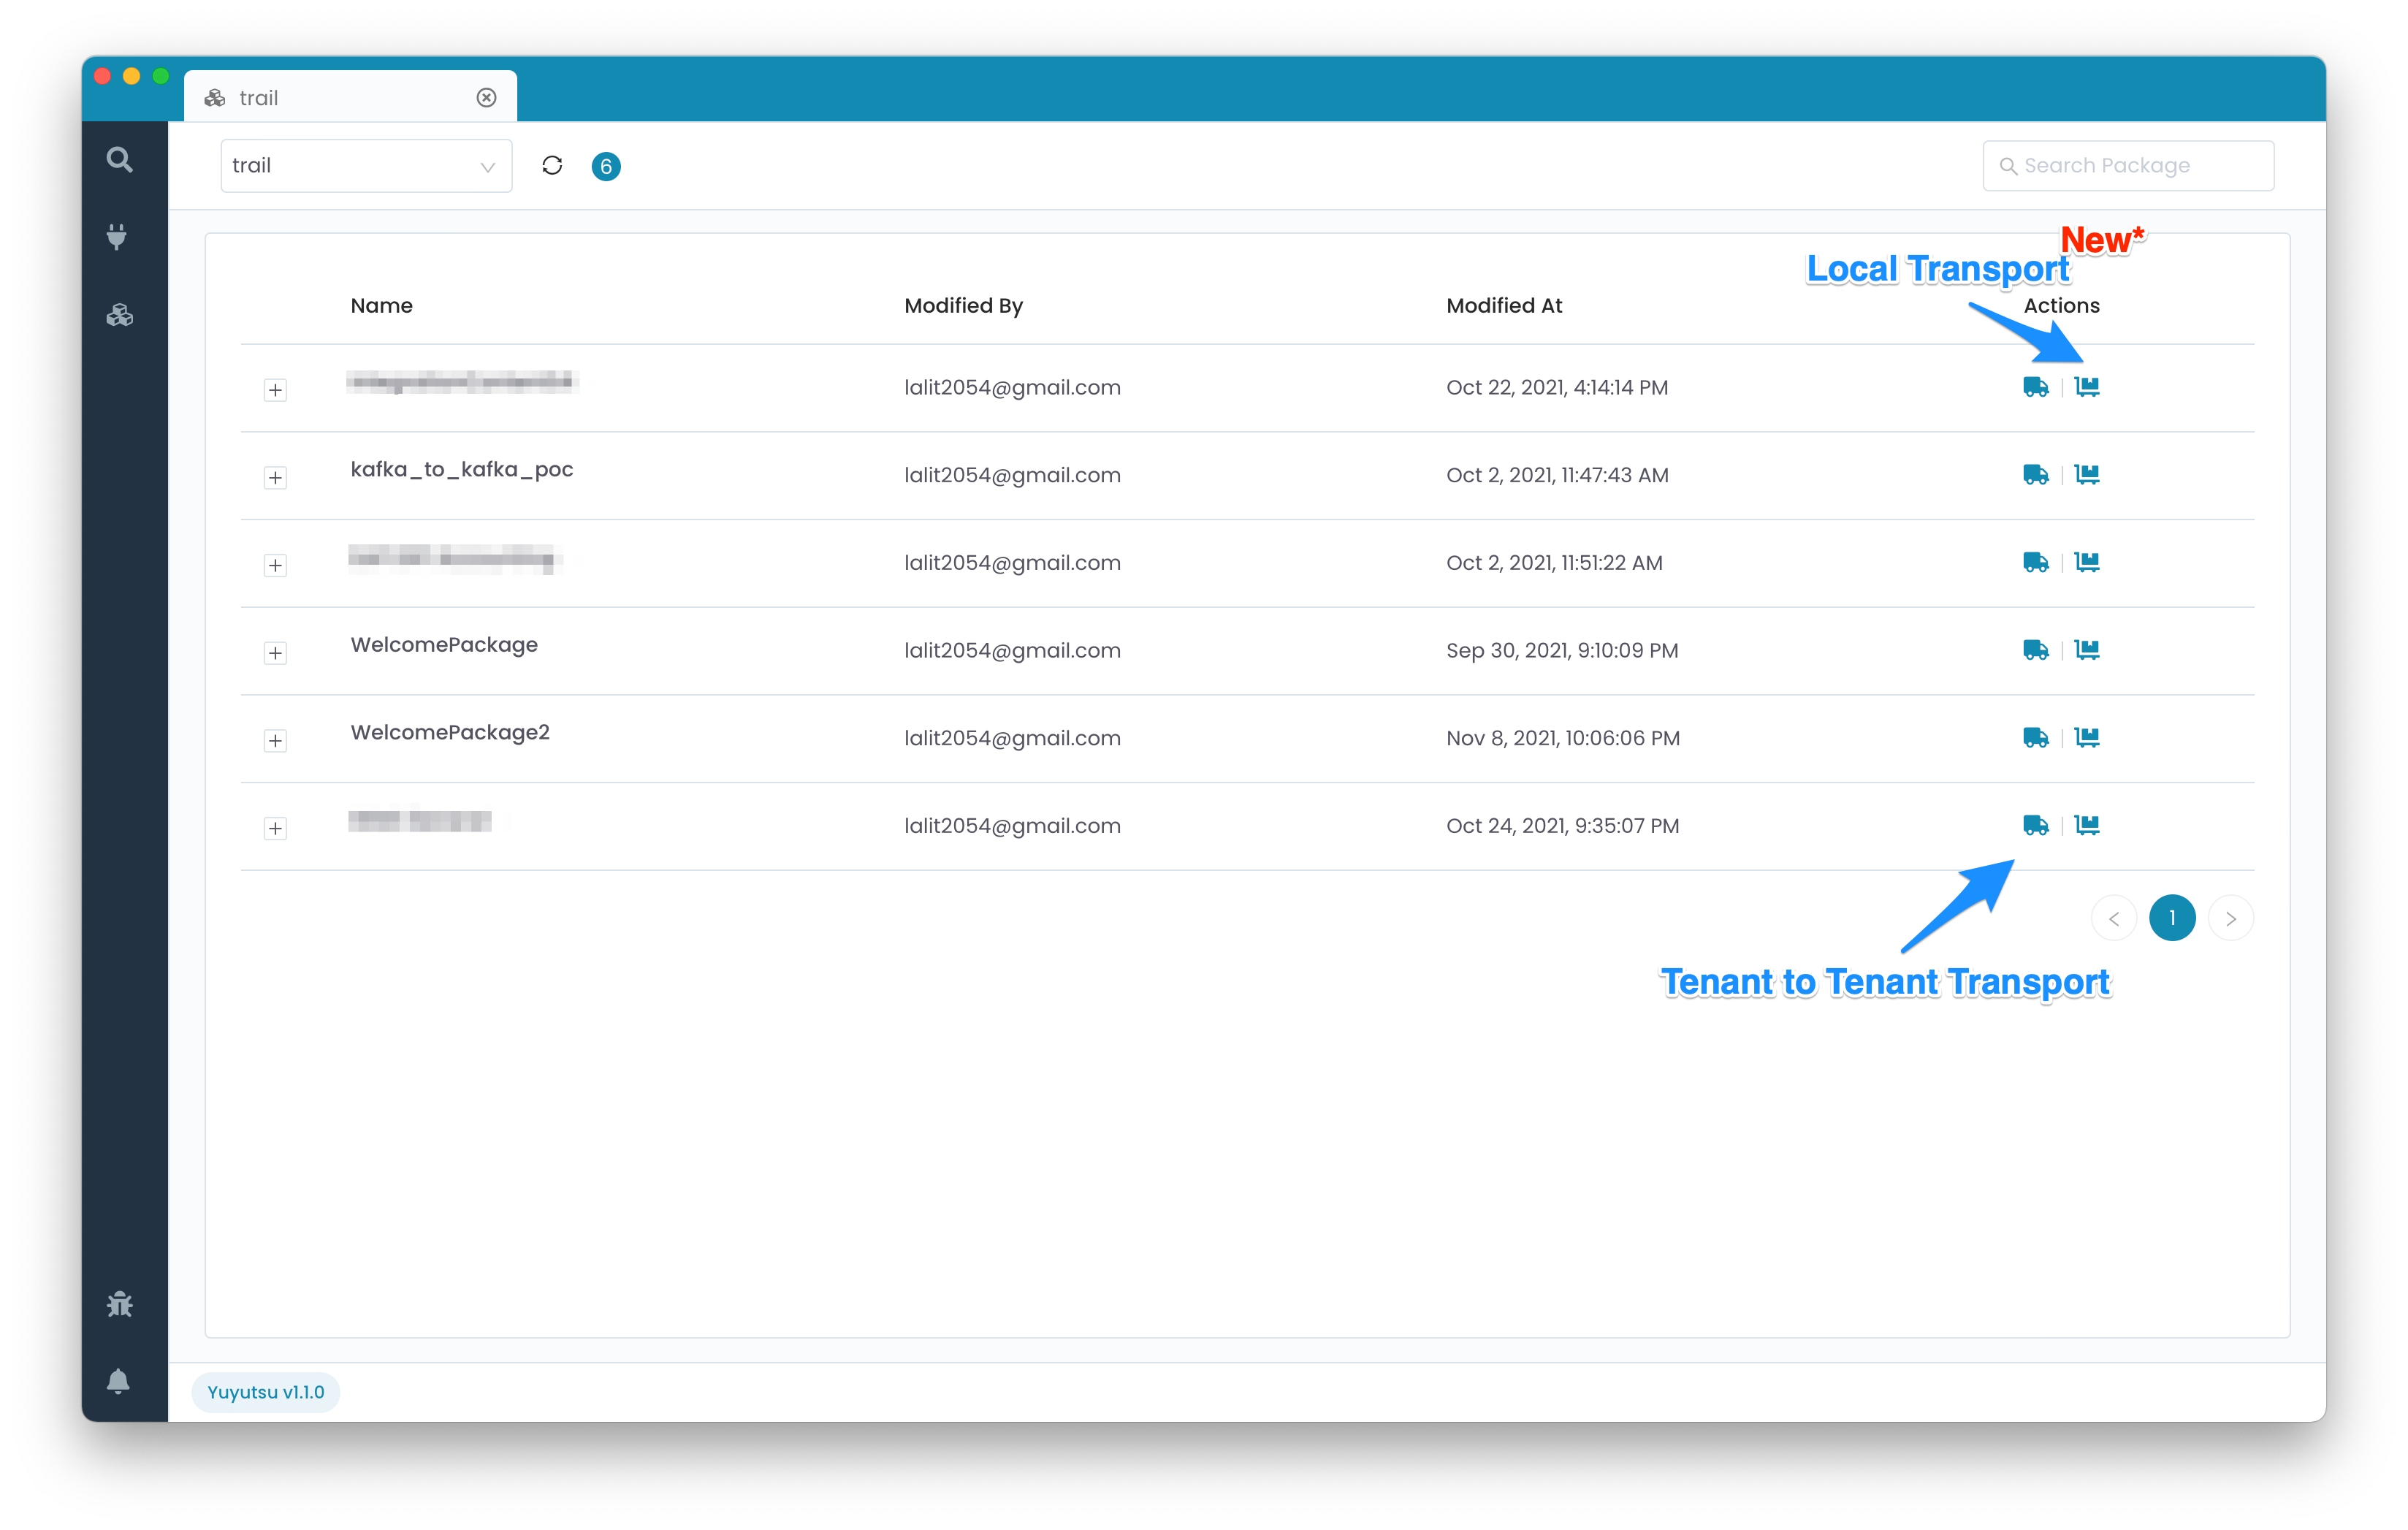 trail
trail
6
Search Package
New*
Local Transport
Name Modified By Modified At Actions
lalit2054@gmail.com Oct 22, 2021, 4:14:14 PM
kafka_to_kafka_poc lalit2054@gmail.com Oct 2, 2021, 11:47:43 AM
lalit2054@gmail.com Oct 2, 2021, 11:51:22 AM
WelcomePackage lalit2054@gmail.com Sep 30, 2021, 9:10:09 PM
WelcomePackage2 lalit2054@gmail.com Nov 8, 2021, 10:06:06 PM
lalit2054@gmail.com Oct 24, 2021, 9:35:07 PM
1
Tenant to Tenant Transport
Yuyutsu v1.1.0